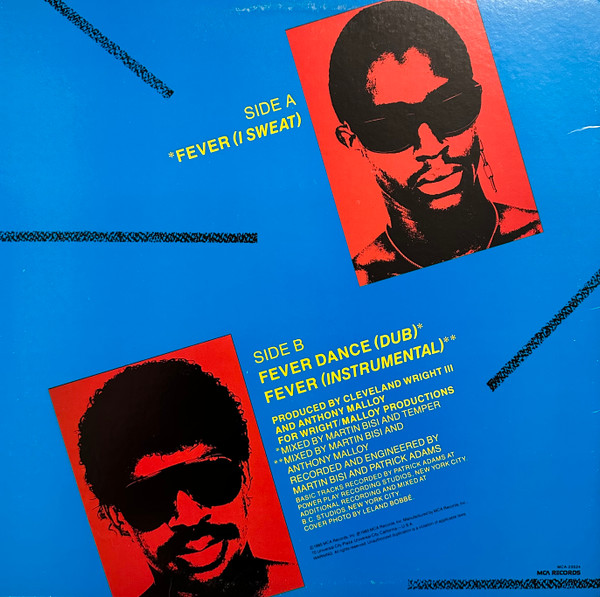 SIDE A
*FEVER (I SWEAT)
SIDE B
FEVER DANCE (DUB)*
FEVER (INSTRUMENTAL)**
PRODUCED BY CLEVELAND WRIGHT III
AND ANTHONY MALLOY
FOR WRIGHT/MALLOY PRODUCTIONS
*MIXED BY MARTIN BISI AND TEMPER
**MIXED BY MARTIN BISI AND
ANTHONY MALLOY
RECORDED AND ENGINEERED BY
MARTIN BISI AND PATRICK ADAMS
BASIC TRACKS RECORDED BY PATRICK ADAMS AT
POWER PLAY RECORDING STUDIOS, NEW YORK CITY.
ADDITIONAL RECORDING AND MIXED AT
B.C. STUDIOS, NEW YORK CITY
COVER PHOTO BY LELAND BOBBÉ.
MCA RECORDS